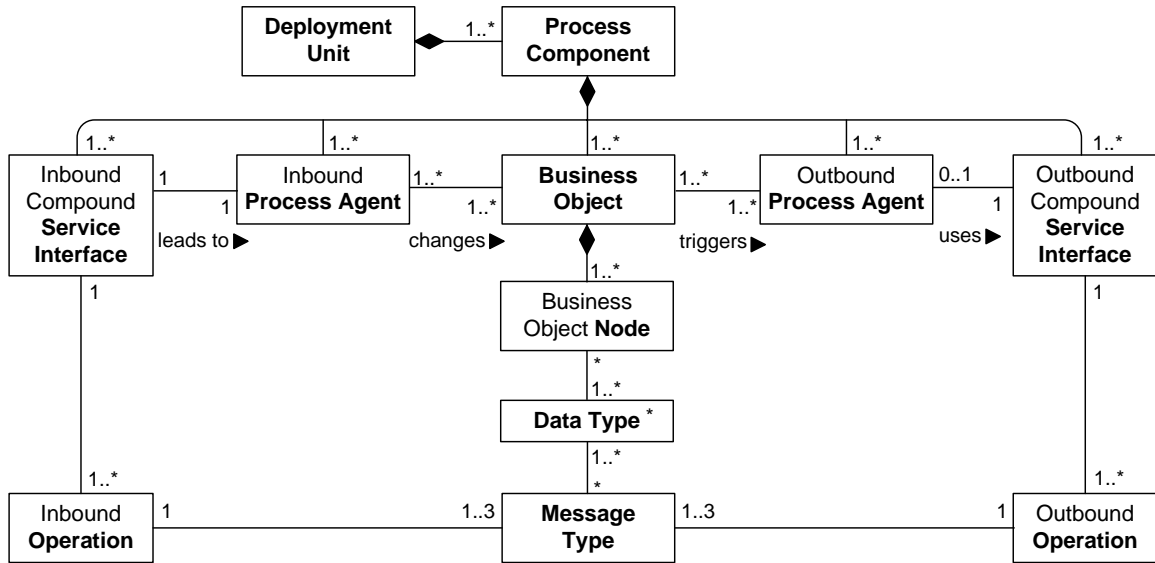 Deployment
Unit
1..*
Process
Component
1..*
1..*
1..*
1..*
1..*
Inbound
Compound
Service
Interface
1
1
leads to ▶
Inbound
Process Agent
1..*
1..*
changes ▶
Business
Object
1..*
1..*
triggers ▶
Outbound
Process Agent
0..1
1
uses ▶
Outbound
Compound
Service
Interface
1
1..*
1
Business
Object Node
*
1..*
Data Type *
1..*
*
1..*
1..*
Inbound
Operation
1
1..3
Message
Type
1..3
1
Outbound
Operation